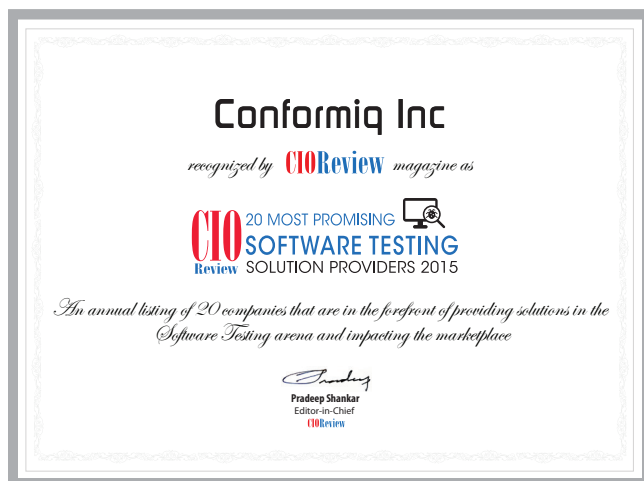 Conformiq Inc
recognized by CIOReview magazine as
CIO Review
20 MOST PROMISING
SOFTWARE TESTING
SOLUTION PROVIDERS 2015
An annual listing of 20 companies that are in the forefront of providing solutions in the
Software Testing arena and impacting the marketplace
Pradeep
Pradeep Shankar
Editor-in-Chief
CIOReview